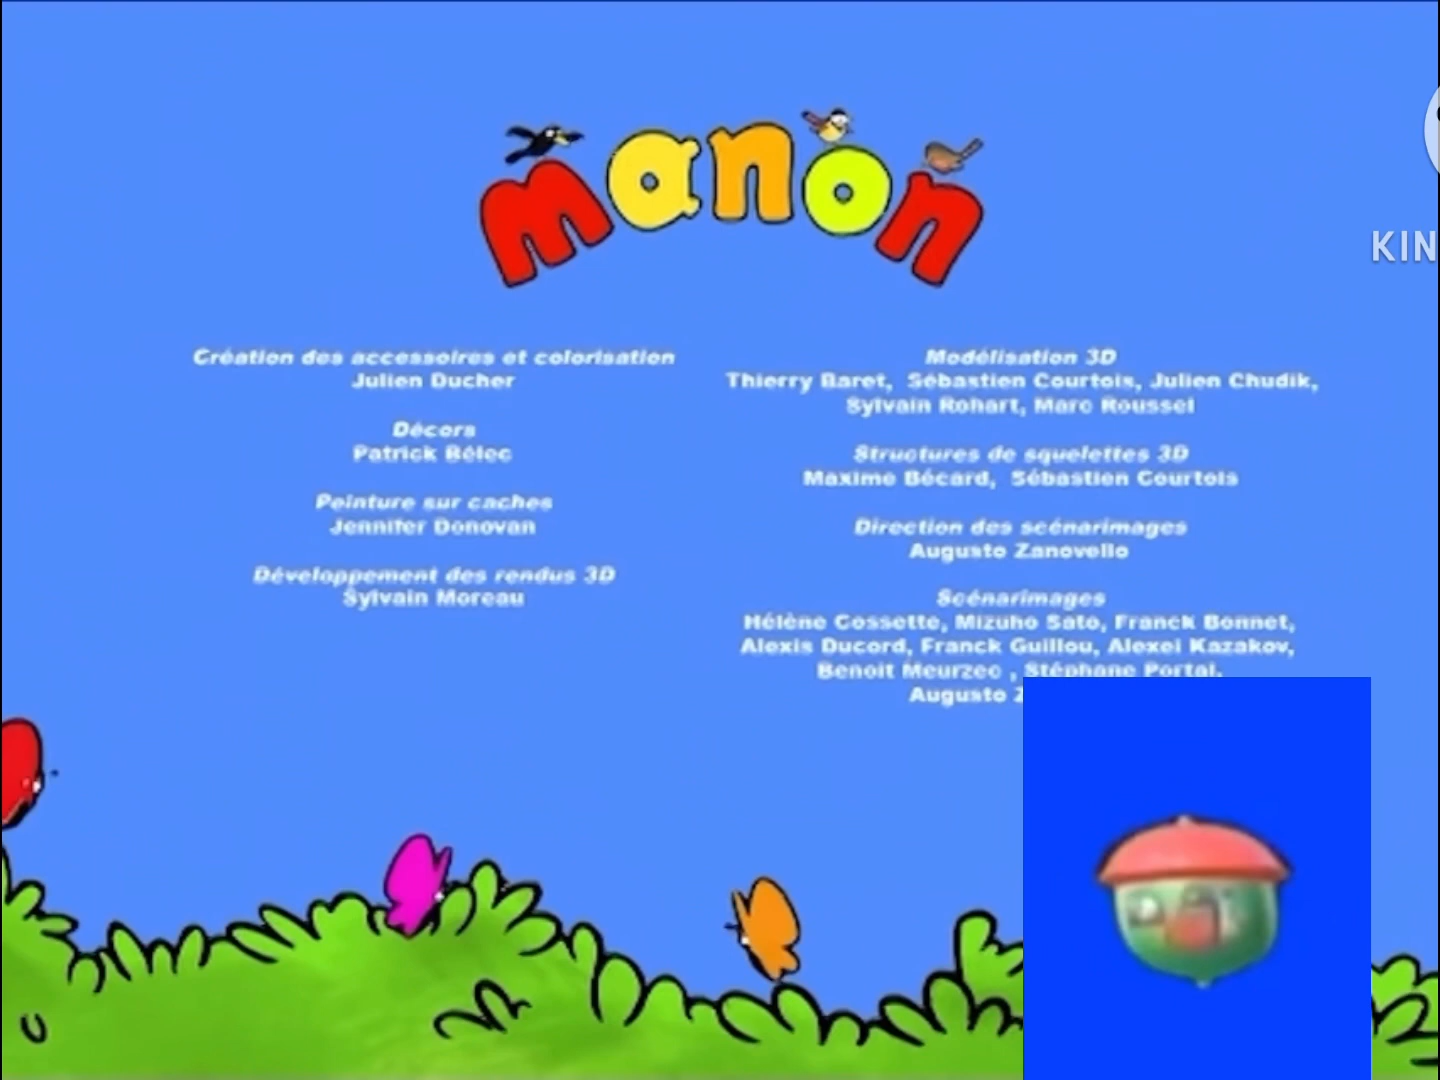 manon
KIN
Création des accessoires et colorisation
Julien Ducher
Décors
Patrick Bélec
Peinture sur caches
Jennifer Donovan
Développement des rendus 3D
Sylvain Moreau
Modélisation 3D
Thierry Baret, Sébastien Courtois, Julien Chudik,
Sylvain Rohart, Marc Roussel
Structures de squelettes 3D
Maxime Bécard, Sébastien Courtois
Direction des scénarimages
Augusto Zanovello
Scénarimages
Hélène Cossette, Mizuho Sato, Franck Bonnet,
Alexis Ducord, Franck Guillou, Alexei Kazakov,
Benoit Meurzec , Stéphane Portal,
Augusto Z